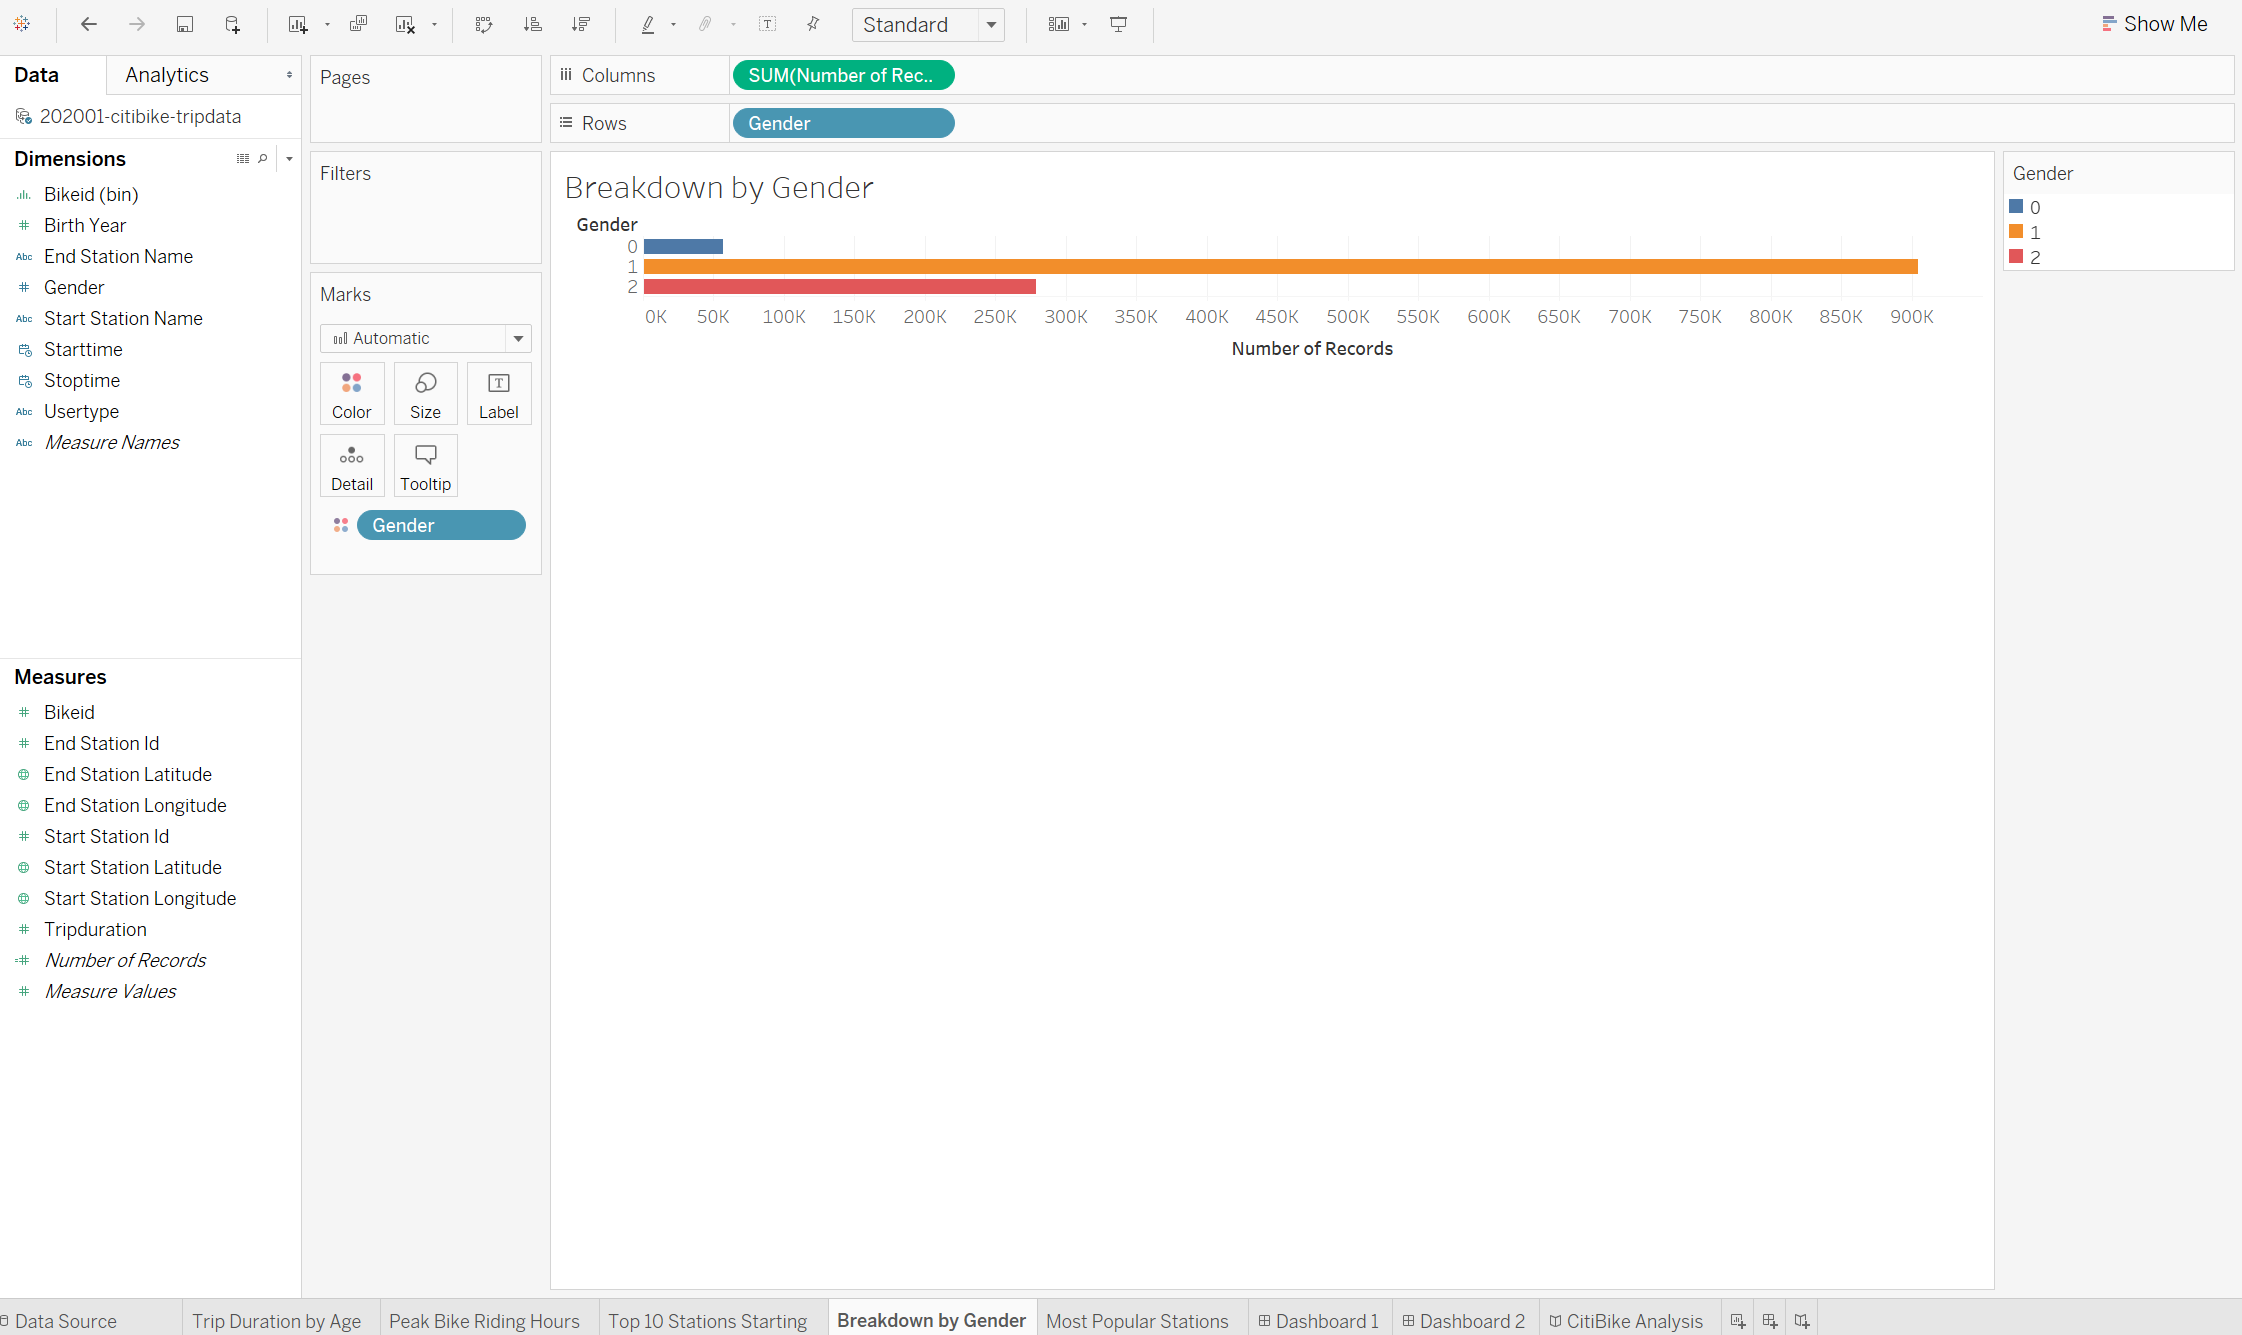 Standard
Show Me
Data
Analytics
202001-citibike-tripdata
Dimensions
Bikeid (bin)
Birth Year
Abc End Station Name
Gender
Abc Start Station Name
Starttime
Stoptime
Abc Usertype
Abc Measure Names
Measures
Bikeid
End Station Id
End Station Latitude
End Station Longitude
Start Station Id
Start Station Latitude
Start Station Longitude
Tripduration
Number of Records
Measure Values
Pages
Filters
Marks
Automatic
Color Size Label
Detail Tooltip
Gender
Columns SUM(Number of Rec..
Rows Gender
Breakdown by Gender
Gender
0
1
2
0K 50K 100K 150K 200K 250K 300K 350K 400K 450K 500K 550K 600K 650K 700K 750K 800K 850K 900K
Number of Records
Gender
0
1
2
Data Source Trip Duration by Age Peak Bike Riding Hours Top 10 Stations Starting Breakdown by Gender Most Popular Stations Dashboard 1 Dashboard 2 CitiBike Analysis